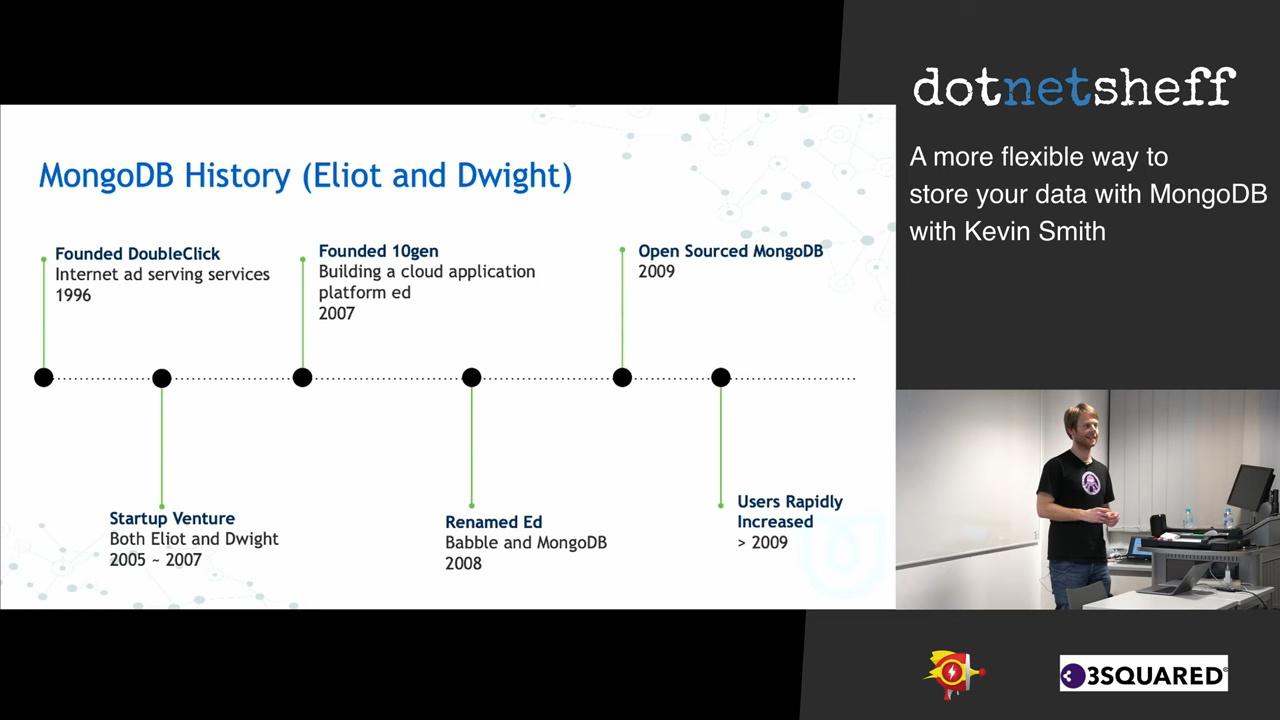 dotnetsheff
A more flexible way to
store your data with MongoDB
with Kevin Smith
MongoDB History (Eliot and Dwight)
Founded DoubleClick
Internet ad serving services
1996
Founded 10gen
Building a cloud application
platform ed
2007
Open Sourced MongoDB
2009
Startup Venture
Both Eliot and Dwight
2005 ~ 2007
Renamed Ed
Babble and MongoDB
2008
Users Rapidly
Increased
> 2009
3SQUARED